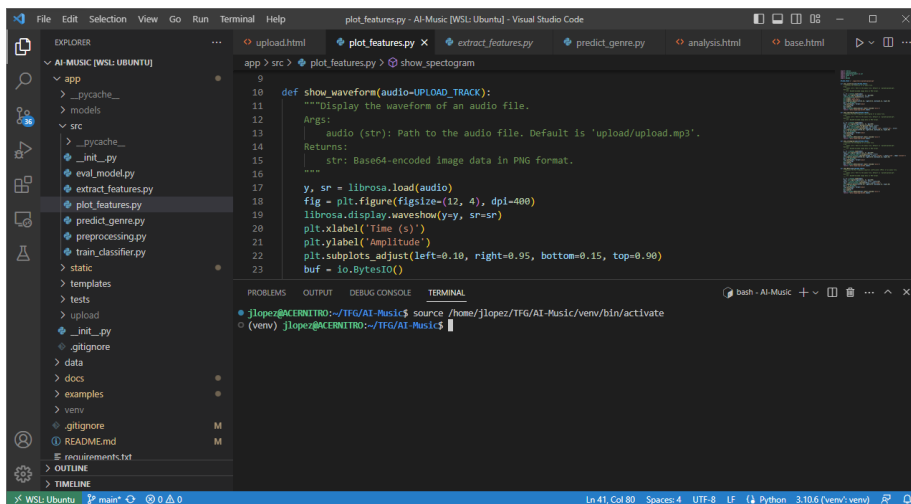 File Edit Selection View Go Run Terminal Help
plot_features.py - AI-Music [WSL: Ubuntu] - Visual Studio Code
EXPLORER
AI-MUSIC [WSL: UBUNTU]
app
__pycache__
models
src
__pycache__
__init__.py
eval_model.py
extract_features.py
plot_features.py
predict_genre.py
preprocessing.py
train_classifier.py
static
templates
tests
upload
__init__.py
.gitignore
data
docs
examples
venv
.gitignore M
README.md M
requirements.txt
OUTLINE
TIMELINE
36
upload.html plot_features.py extract_features.py predict_genre.py analysis.html base.html
app > src > plot_features.py > show_spectogram
9
10 def show_waveform(audio=UPLOAD_TRACK):
11 """Display the waveform of an audio file.
12 Args:
13 audio (str): Path to the audio file. Default is 'upload/upload.mp3'.
14 Returns:
15 str: Base64-encoded image data in PNG format.
16 """
17 y, sr = librosa.load(audio)
18 fig = plt.figure(figsize=(12, 4), dpi=400)
19 librosa.display.waveshow(y=y, sr=sr)
20 plt.xlabel('Time (s)')
21 plt.ylabel('Amplitude')
22 plt.subplots_adjust(left=0.10, right=0.95, bottom=0.15, top=0.90)
23 buf = io.BytesIO()
PROBLEMS OUTPUT DEBUG CONSOLE TERMINAL
bash - AI-Music
jlopez@ACERNITRO:~/TFG/AI-Music$ source /home/jlopez/TFG/AI-Music/venv/bin/activate
(venv) jlopez@ACERNITRO:~/TFG/AI-Music$
WSL: Ubuntu main* 0 0 Ln 41, Col 80 Spaces: 4 UTF-8 LF Python 3.10.6 ('venv': venv)